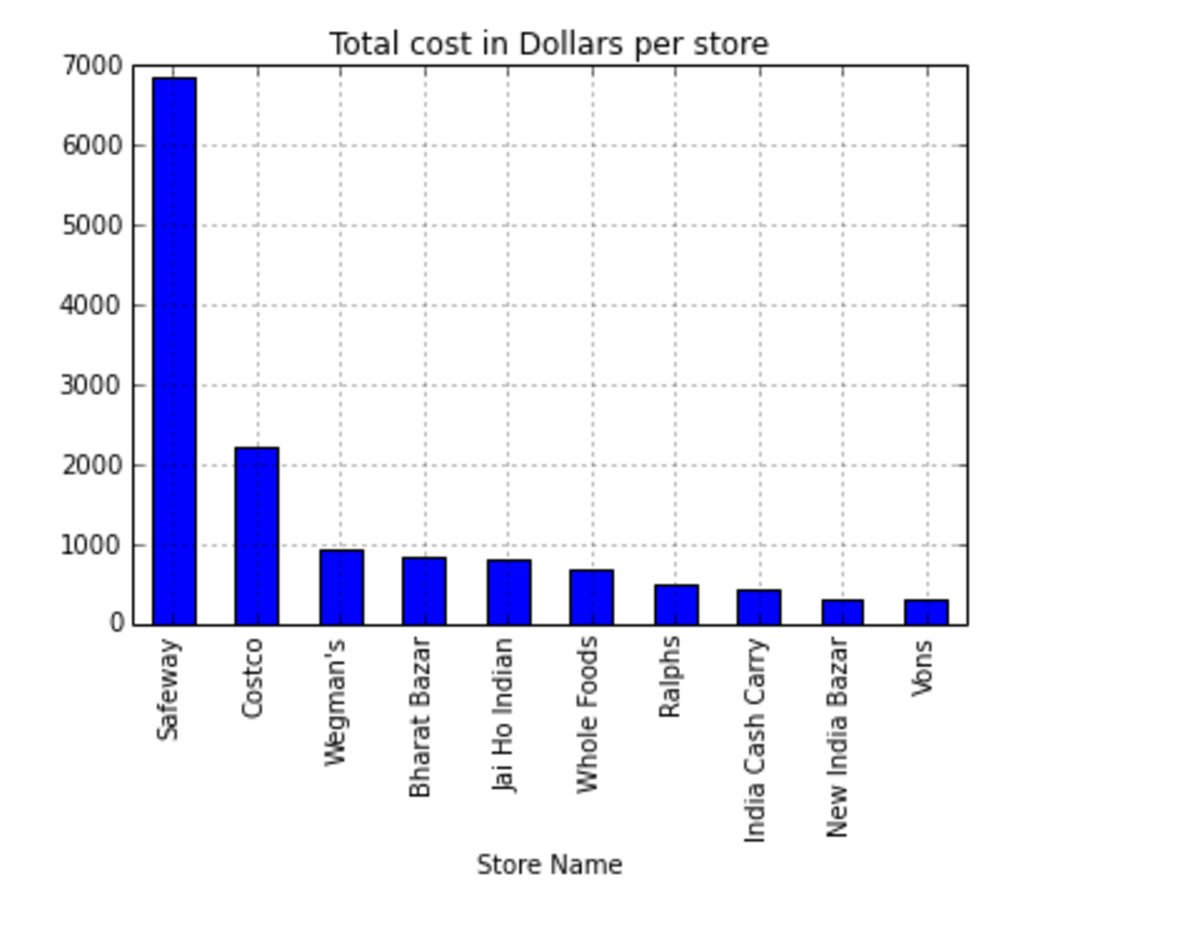 Total cost in Dollars per store
7000
6000
5000
4000
3000
2000
1000
0
Safeway
Costco
Wegman's
Bharat Bazar
Jai Ho Indian
Whole Foods
Ralphs
India Cash Carry
New India Bazar
Vons
Store Name